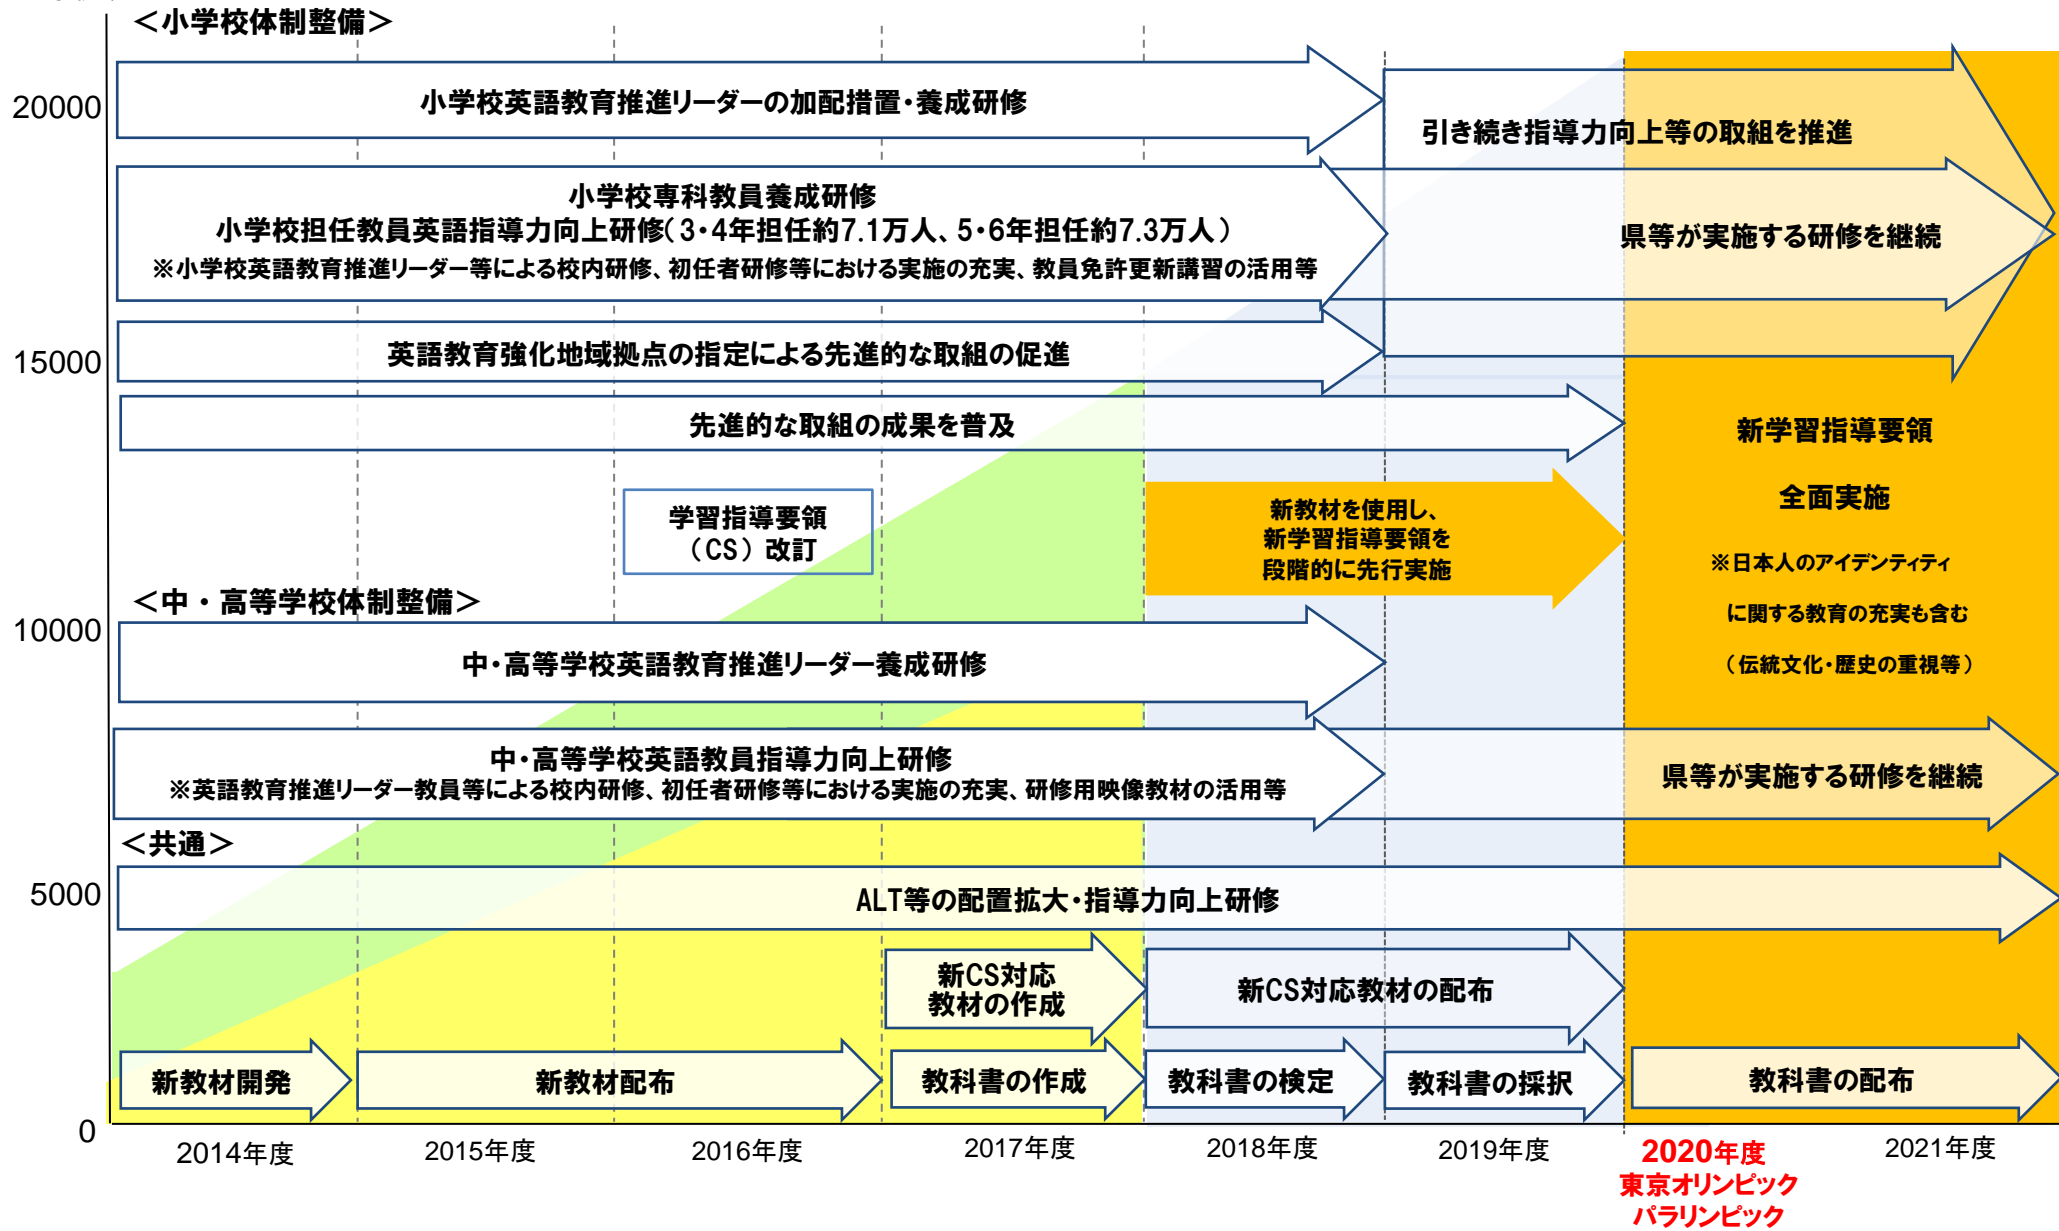 ＜小学校体制整備＞
20000
小学校英語教育推進リーダーの加配措置・養成研修
引き続き指導力向上等の取組を推進
小学校専科教員養成研修
小学校担任教員英語指導力向上研修（3・4年担任約7.1万人、5・6年担任約7.3万人）
※小学校英語教育推進リーダー等による校内研修、初任者研修等における実施の充実、教員免許更新講習の活用等
県等が実施する研修を継続
15000
英語教育強化地域拠点の指定による先進的な取組の促進
先進的な取組の成果を普及
学習指導要領
（CS）改訂
新教材を使用し、
新学習指導要領を
段階的に先行実施
新学習指導要領
全面実施
※日本人のアイデンティティ
に関する教育の充実も含む
（伝統文化・歴史の重視等）
＜中・高等学校体制整備＞
10000
中・高等学校英語教育推進リーダー養成研修
中・高等学校英語教員指導力向上研修
※英語教育推進リーダー教員等による校内研修、初任者研修等における実施の充実、研修用映像教材の活用等
県等が実施する研修を継続
＜共通＞
5000
ALT等の配置拡大・指導力向上研修
新CS対応
教材の作成
新CS対応教材の配布
新教材開発
新教材配布
教科書の作成
教科書の検定
教科書の採択
教科書の配布
0
2014年度
2015年度
2016年度
2017年度
2018年度
2019年度
2020年度
東京オリンピック
パラリンピック
2021年度